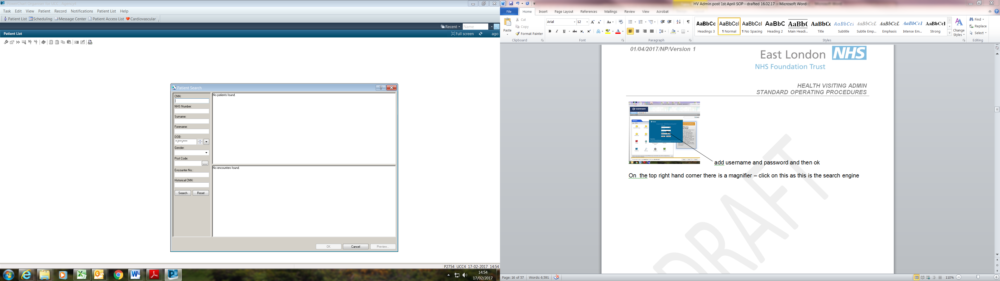 PowerChart Organiser for UCC , Agency4
Task Edit View Patient Record Notifications Patient List Help
Patient List Scheduling Message Center Patient Access List Cardiovascular
Recent Name
Patient List Full screen ago
Patient Search
CNN:
NHS Number:
Surname:
Forename:
DOB:
**/***/****
Gender:
Post Code:
...
Encounter No.:
Historical CNN:
Search Reset
No patients found.
No encounters found.
OK Cancel Preview...
P2754 UCC4 17-02-2017 14:54
14:54
17/02/2017
HV Admin post 1st April SOP - drafted 16.02.17 - Microsoft Word
File Home Insert Page Layout References Mailings Review View Acrobat
Paste
Cut
Copy
Format Painter
Clipboard
Arial 12
Font
Paragraph
AaBbCc AaBbCcI AaBbCcI AaBbC AaBbC AaBbCc AaBbCcI AaBbCcL AaBbCcL AaBbCcI AaBbCc
Headings 3 ¶ Normal ¶ No Spacing Heading 2 Main Headi... Title Subtitle Subtle Emp... Emphasis Intense Em... Strong
Styles
Change Styles
Find
Replace
Select
Editing
01/04/2017/NP/Version 1
East London NHS
NHS Foundation Trust
HEALTH VISITING ADMIN
STANDARD OPERATING PROCEDURES
CERNER
Cerner Millennium
add username and password and then ok
On the top right hand corner there is a magnifier – click on this as this is the search engine
DRAFT
Page: 16 of 57 Words: 6,591 110%